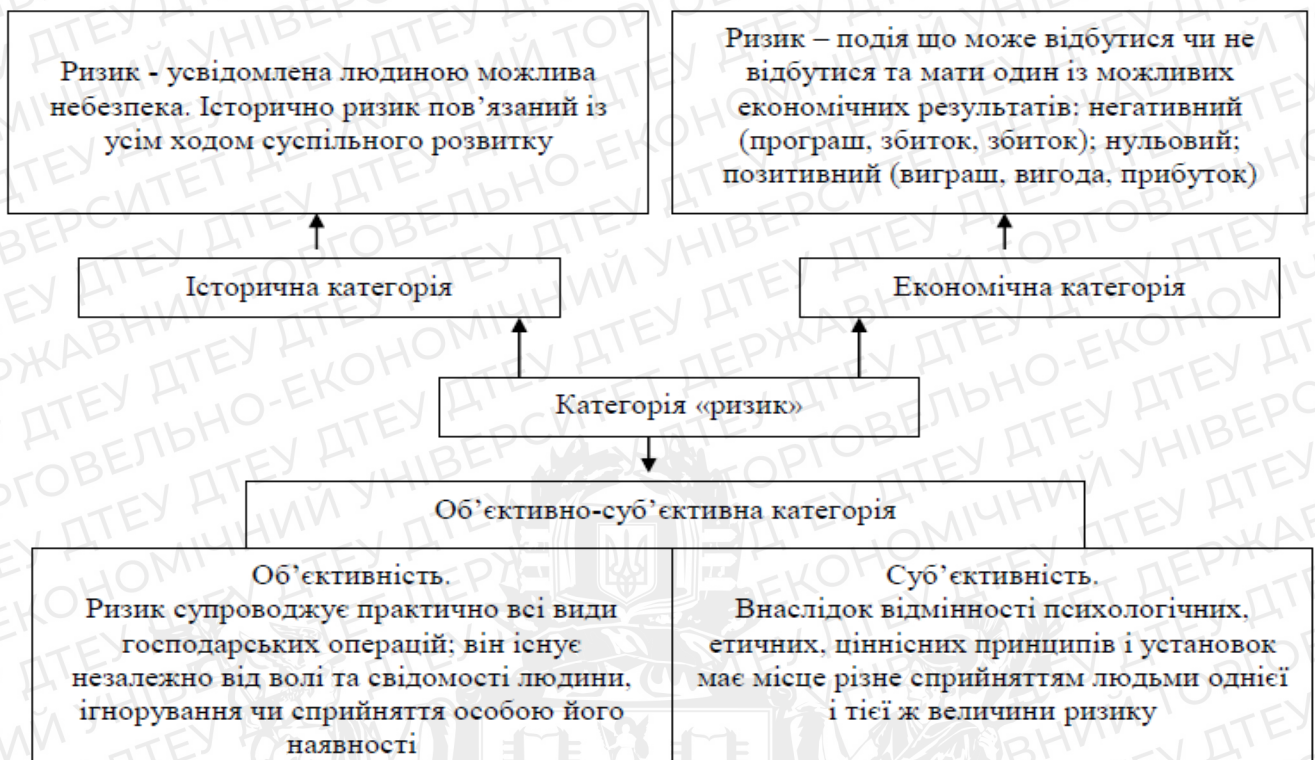 Ризик - усвідомлена людиною можлива
небезпека. Історично ризик пов’язаний із
усім ходом суспільного розвитку
Ризик – подія що може відбутися чи не
відбутися та мати один із можливих
економічних результатів: негативний
(програш, збиток, збиток); нульовий;
позитивний (виграш, вигода, прибуток)
Історична категорія
Економічна категорія
Категорія «ризик»
Об’єктивно-суб’єктивна категорія
Об’єктивність.
Ризик супроводжує практично всі види
господарських операцій; він існує
незалежно від волі та свідомості людини,
ігнорування чи сприйняття особою його
наявності
Суб’єктивність.
Внаслідок відмінності психологічних,
етичних, ціннісних принципів і установок
має місце різне сприйняттям людьми однієї
і тієї ж величини ризику